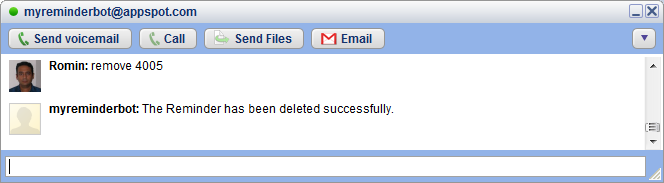 myreminderbot@appspot.com
Send voicemail Call Send Files Email
Romin: remove 4005
myreminderbot: The Reminder has been deleted successfully.